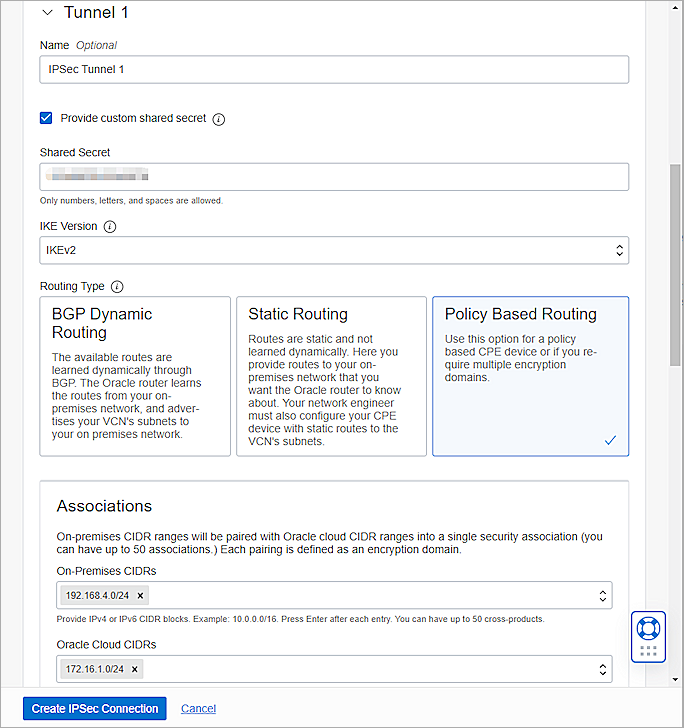 Tunnel 1
Name Optional
IPSec Tunnel 1
Provide custom shared secret
Shared Secret
Only numbers, letters, and spaces are allowed.
IKE Version
IKEv2
Routing Type
BGP Dynamic
Routing
The available routes are
learned dynamically through
BGP. The Oracle router learns
the routes from your on-
premises network, and adver-
tises your VCN's subnets to
your on premises network.
Static Routing
Routes are static and not
learned dynamically. Here you
provide routes to your on-
premises network that you
want the Oracle router to know
about. Your network engineer
must also configure your CPE
device with static routes to the
VCN's subnets.
Policy Based Routing
Use this option for a policy
based CPE device or if you re-
quire multiple encryption
domains.
Associations
On-premises CIDR ranges will be paired with Oracle cloud CIDR ranges into a single security association (you
can have up to 50 associations.) Each pairing is defined as an encryption domain.
On-Premises CIDRs
192.168.4.0/24
Provide IPv4 or IPv6 CIDR blocks. Example: 10.0.0.0/16. Press Enter after each entry. You can have up to 50 cross-products.
Oracle Cloud CIDRs
172.16.1.0/24
Create IPSec Connection Cancel